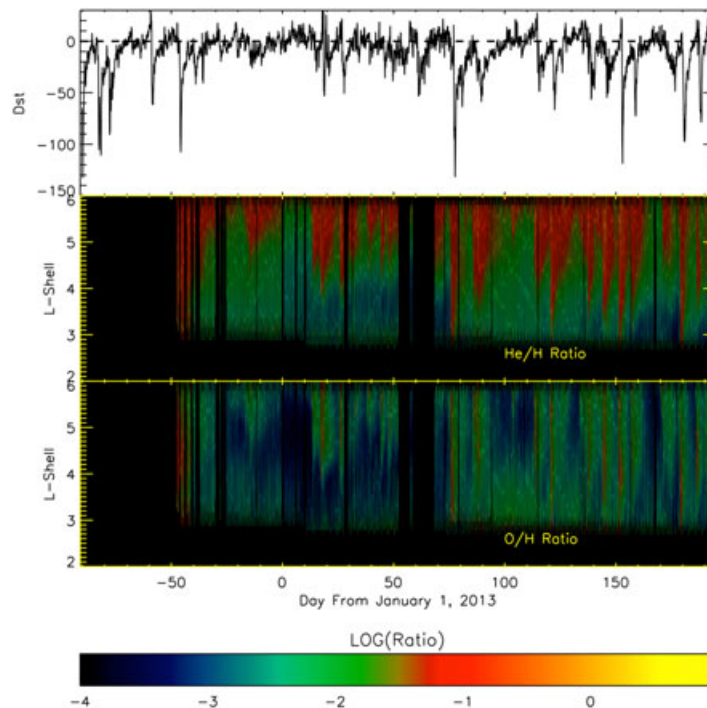 0
-50
-100
-150
Dst
6
5
4
3
2
L-Shell
He/H Ratio
6
5
4
3
2
L-Shell
O/H Ratio
-50 0 50 100 150
Day From January 1, 2013
LOG(Ratio)
-4 -3 -2 -1 0